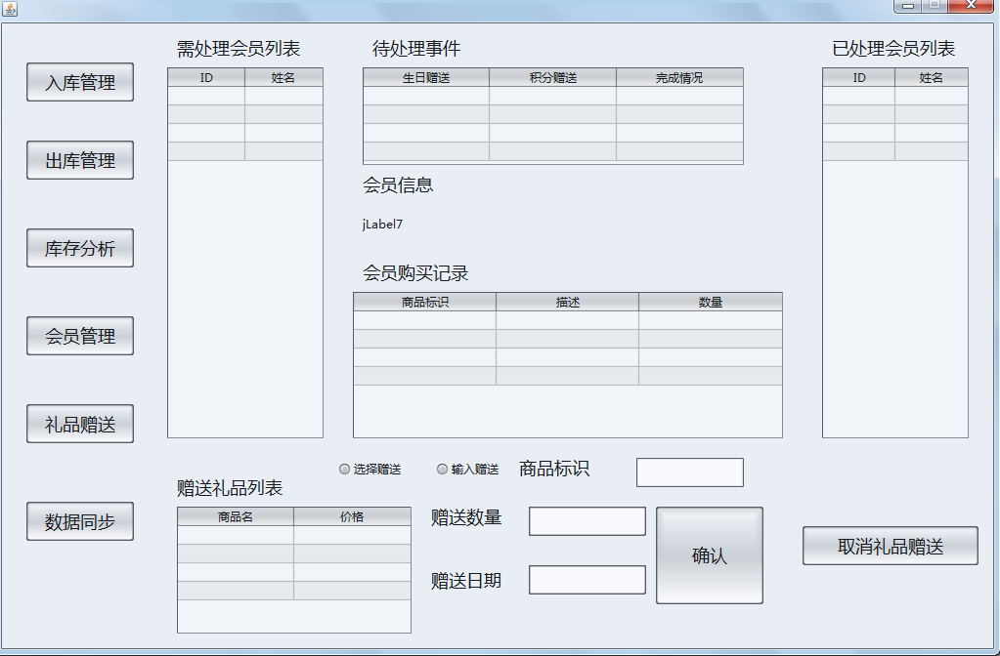 需处理会员列表
待处理事件
已处理会员列表
入库管理
出库管理
库存分析
会员管理
礼品赠送
数据同步
ID 姓名
生日赠送 积分赠送 完成情况
ID 姓名
会员信息
jLabel7
会员购买记录
商品标识 描述 数量
选择赠送
输入赠送
商品标识
赠送礼品列表
商品名 价格
赠送数量
赠送日期
确认
取消礼品赠送